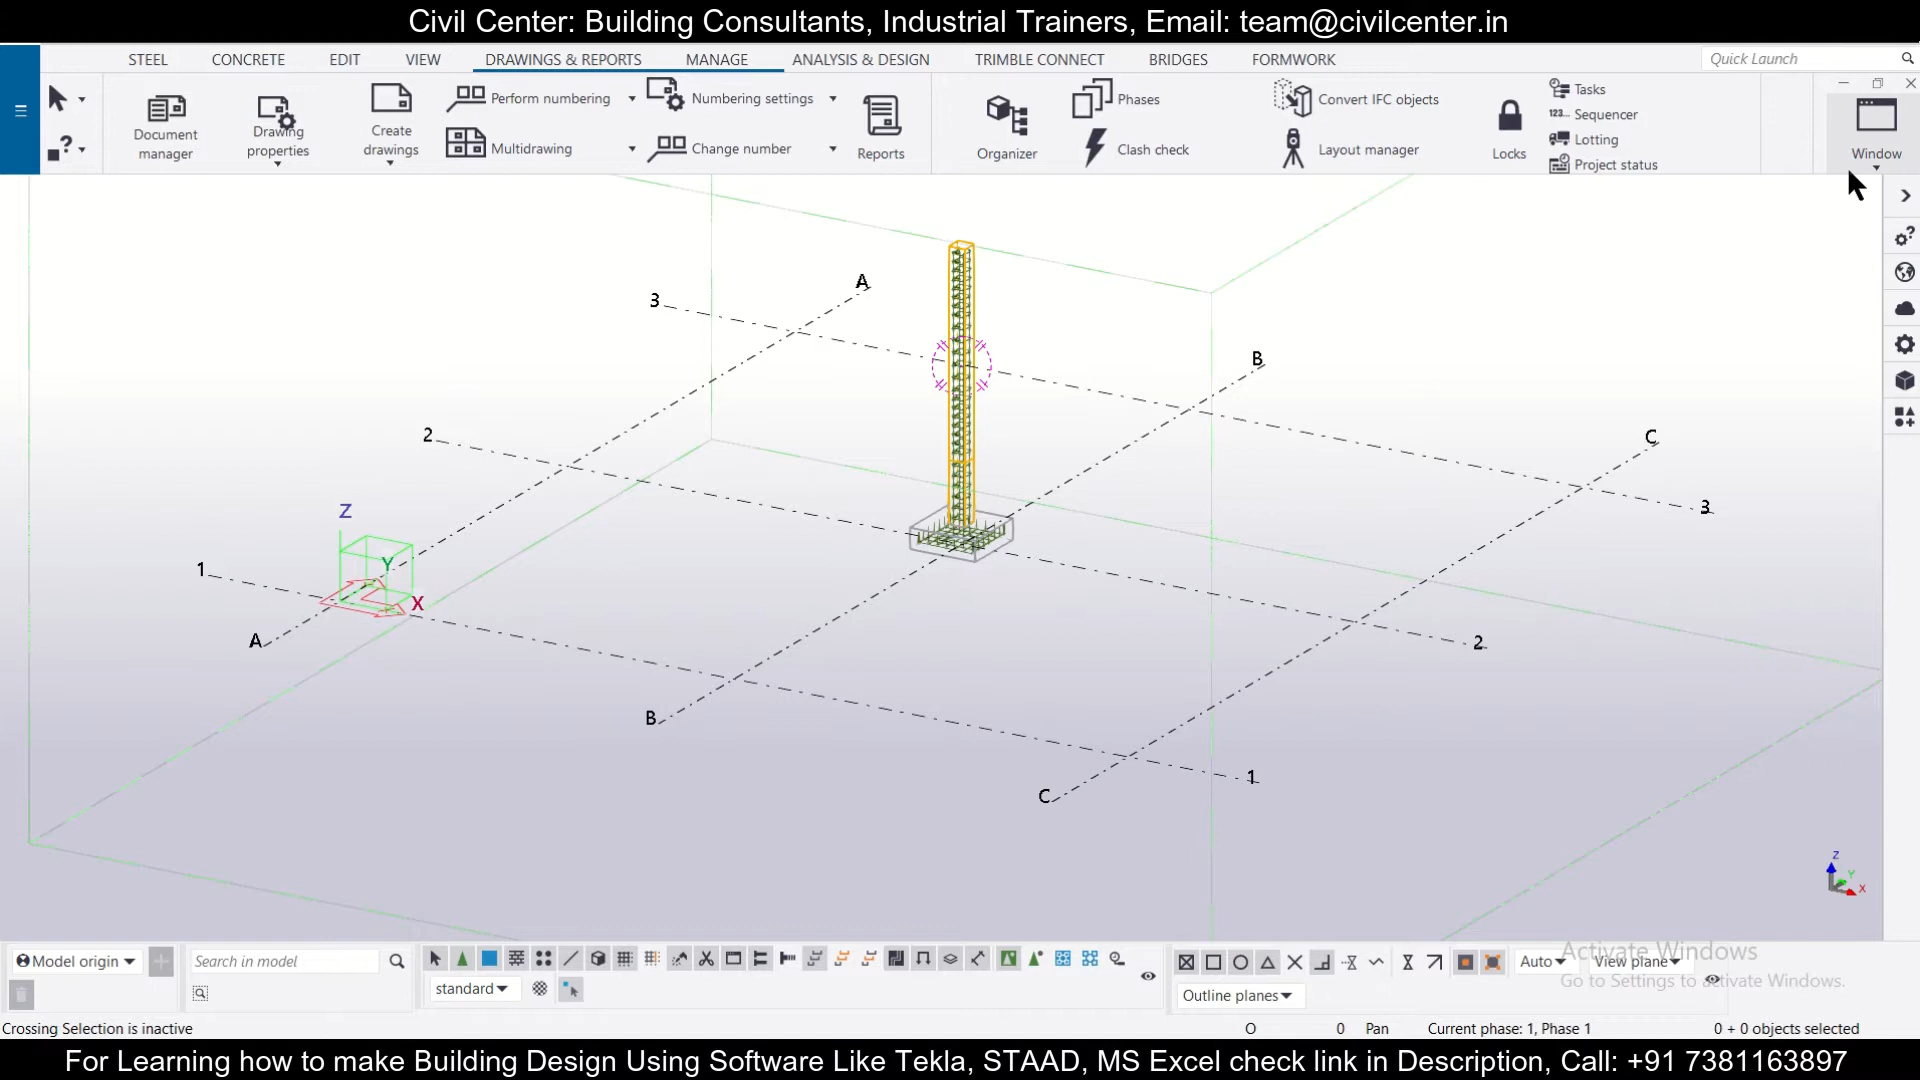 Civil Center: Building Consultants, Industrial Trainers, Email: team@civilcenter.in
STEEL CONCRETE EDIT VIEW DRAWINGS & REPORTS MANAGE ANALYSIS & DESIGN TRIMBLE CONNECT BRIDGES FORMWORK Quick Launch
Document manager
Drawing properties
Create drawings
Perform numbering
Multidrawing
Numbering settings
Change number
Reports
Organizer
Phases
Clash check
Convert IFC objects
Layout manager
Locks
Tasks
123... Sequencer
Lotting
Project status
Window
A
3
B
2
C
3
Z
Y
1
X
A
2
B
1
C
Z
Y
X
Model origin
Search in model
standard
Auto
View plane
Outline planes
Activate Windows
Go to Settings to activate Windows.
Crossing Selection is inactive
O 0 Pan Current phase: 1, Phase 1 0 + 0 objects selected
For Learning how to make Building Design Using Software Like Tekla, STAAD, MS Excel check link in Description, Call: +91 7381163897